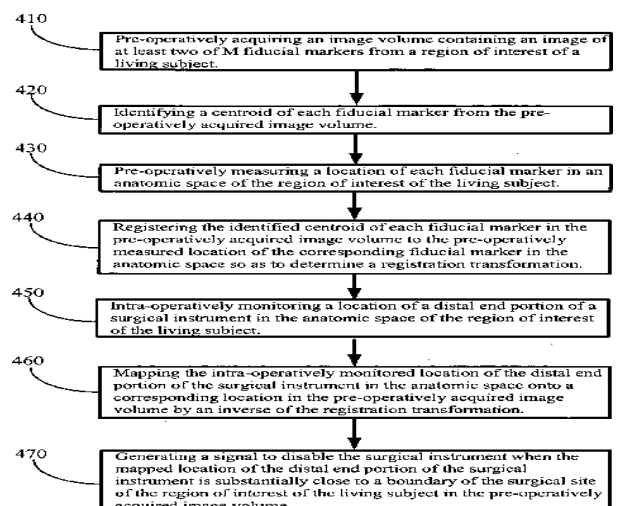 410
Pre-operatively acquiring an image volume containing an image of
at least two of M fiducial markers from a region of interest of a
living subject.
420
Identifying a centroid of each fiducial marker from the pre-
operatively acquired image volume.
430
Pre-operatively measuring a location of each fiducial marker in an
anatomic space of the region of interest of the living subject.
440
Registering the identified centroid of each fiducial marker in the
pre-operatively acquired image volume to the pre-operatively
measured location of the corresponding fiducial marker in the
anatomic space so as to determine a registration transformation.
450
Intra-operatively monitoring a location of a distal end portion of a
surgical instrument in the anatomic space of the region of interest
of the living subject.
460
Mapping the intra-operatively monitored location of the distal end
portion of the surgical instrument in the anatomic space onto a
corresponding location in the pre-operatively acquired image
volume by an inverse of the registration transformation.
470
Generating a signal to disable the surgical instrument when the
mapped location of the distal end portion of the surgical
instrument is substantially close to a boundary of the surgical site
of the region of interest of the living subject in the pre-operatively
acquired image volume.